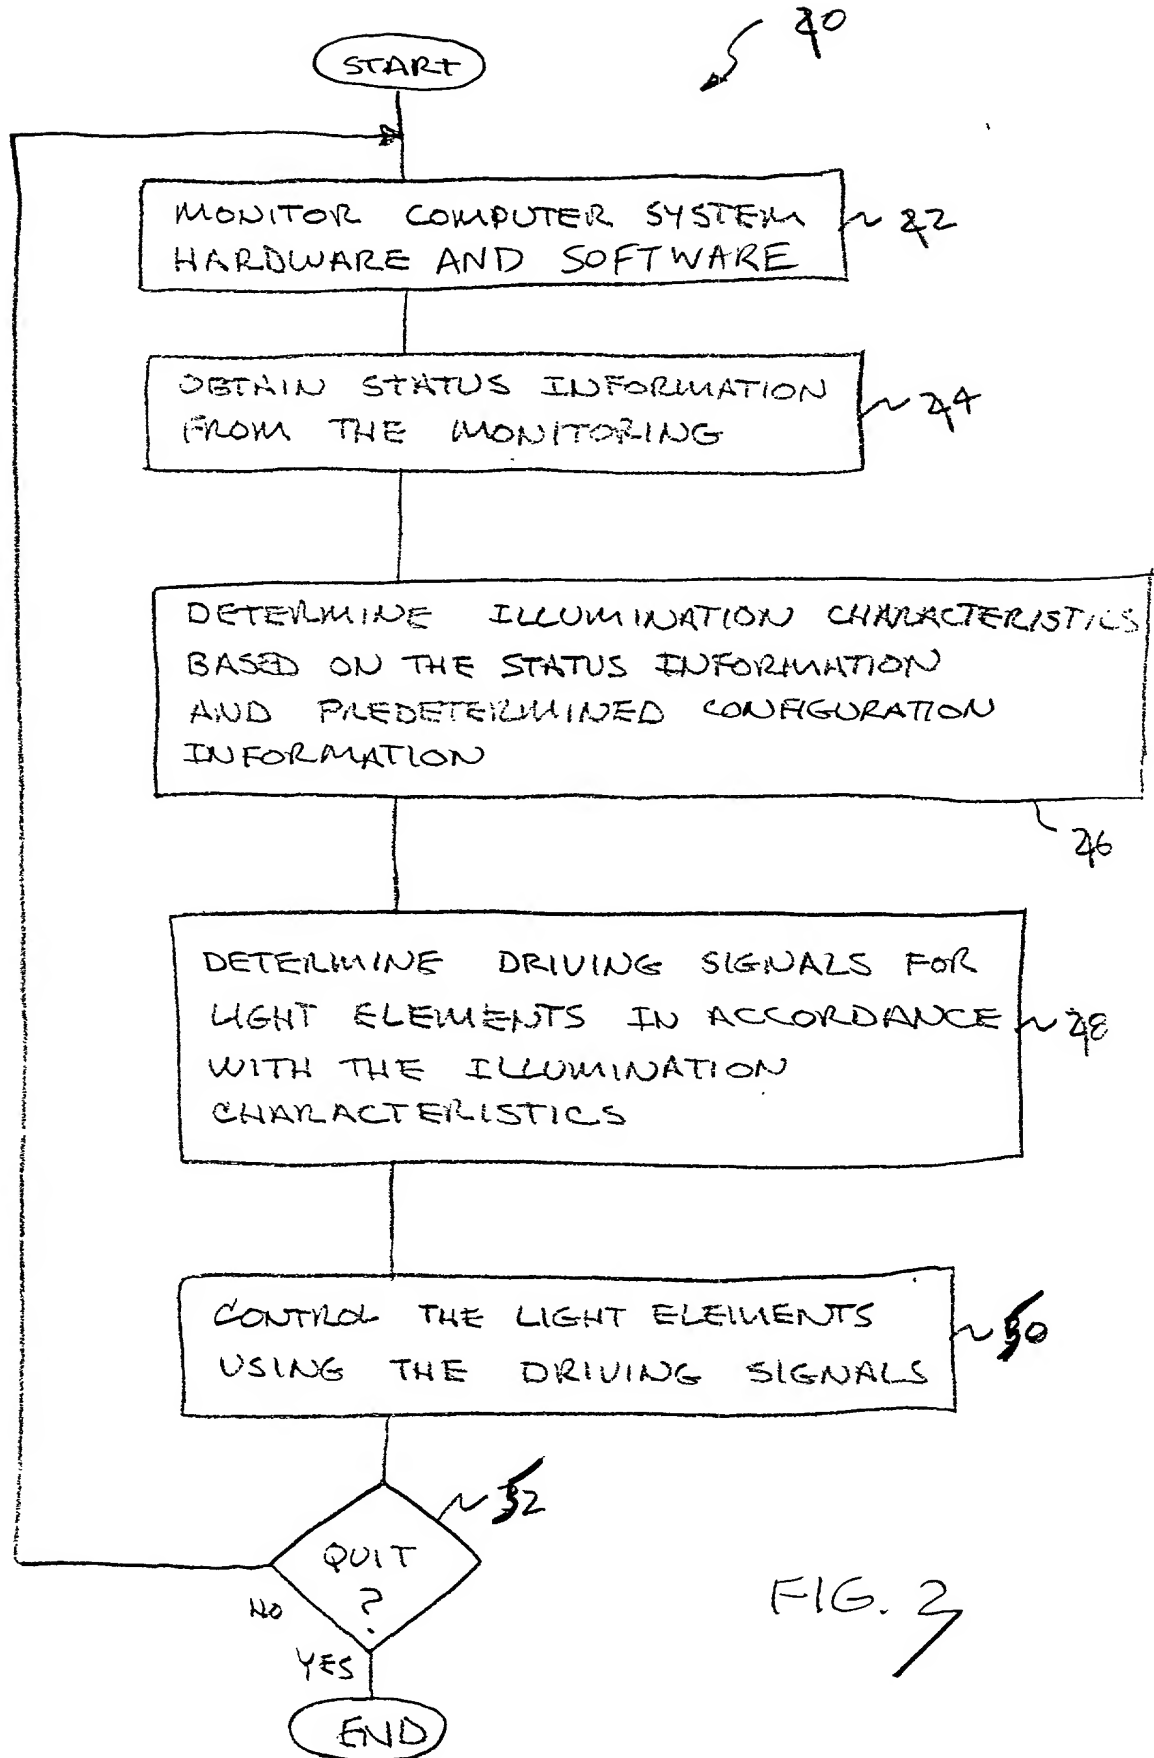 40
START
MONITOR COMPUTER SYSTEM
HARDWARE AND SOFTWARE
42
OBTAIN STATUS INFORMATION
FROM THE MONITORING
44
DETERMINE ILLUMINATION CHARACTERISTICS
BASED ON THE STATUS INFORMATION
AND PREDETERMINED CONFIGURATION
INFORMATION
46
DETERMINE DRIVING SIGNALS FOR
LIGHT ELEMENTS IN ACCORDANCE
WITH THE ILLUMINATION
CHARACTERISTICS
48
CONTROL THE LIGHT ELEMENTS
USING THE DRIVING SIGNALS
50
52
QUIT
?
NO
YES
END
FIG. 2